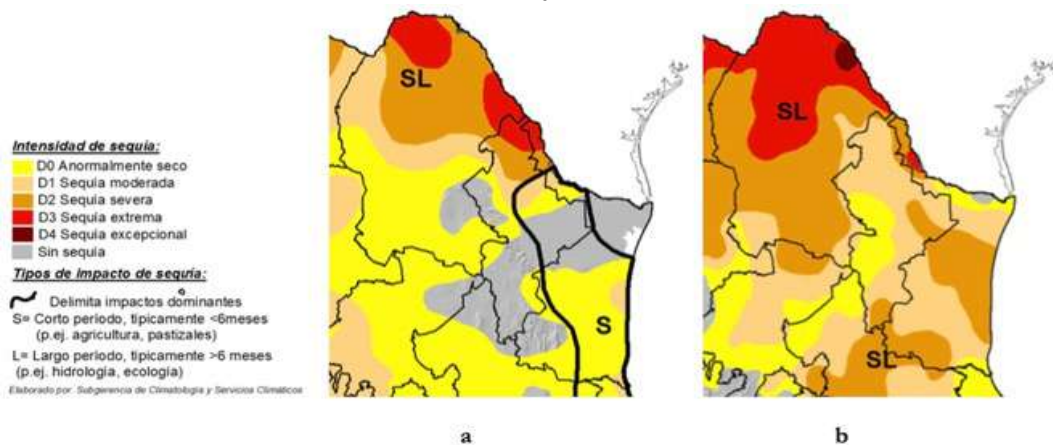 Intensidad de sequía:
D0 Anormalmente seco
D1 Sequía moderada
D2 Sequía severa
D3 Sequía extrema
D4 Sequía excepcional
Sin sequía
Tipos de impacto de sequía:
Delimita impactos dominantes
S= Corto período, típicamente <6meses
(p.ej. agricultura, pastizales)
L= Largo período, típicamente >6 meses
(p.ej. hidrología, ecología)
Elaborado por: Subgerencia de Climatología y Servicios Climáticos
SL
S
a
SL
SL
b